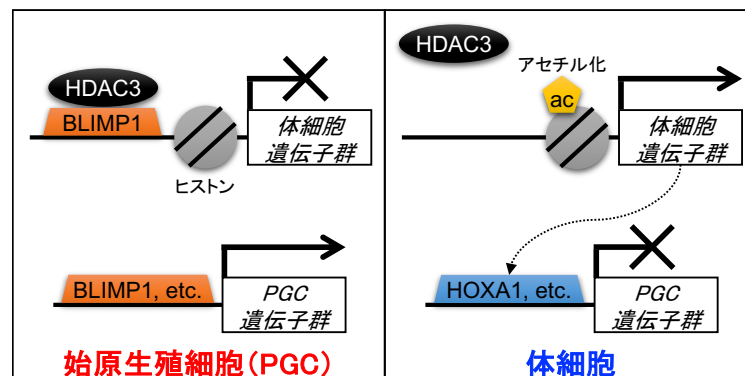 HDAC3
BLIMP1
体細胞
遺伝子群
ヒストン
BLIMP1, etc.
PGC
遺伝子群
始原生殖細胞(PGC)
HDAC3
アセチル化
ac
体細胞
遺伝子群
HOXA1, etc.
PGC
遺伝子群
体細胞